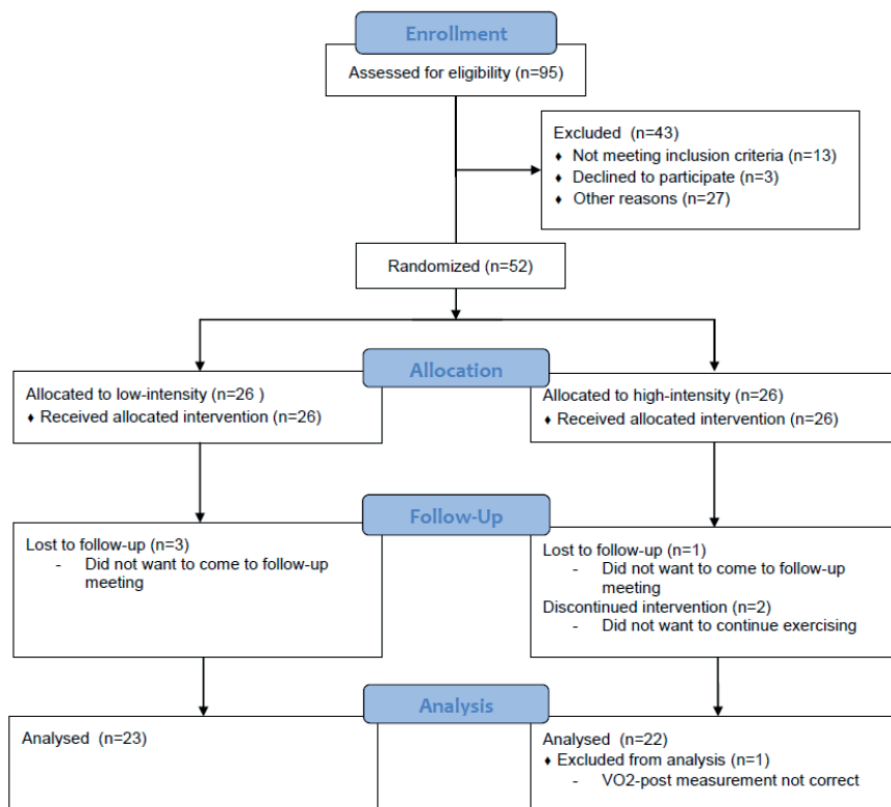 Enrollment
Assessed for eligibility (n=95)
Excluded (n=43)
♦ Not meeting inclusion criteria (n=13)
♦ Declined to participate (n=3)
♦ Other reasons (n=27)
Randomized (n=52)
Allocation
Allocated to low-intensity (n=26 )
♦ Received allocated intervention (n=26)
Allocated to high-intensity (n=26)
♦ Received allocated intervention (n=26)
Follow-Up
Lost to follow-up (n=3)
- Did not want to come to follow-up
meeting
Lost to follow-up (n=1)
- Did not want to come to follow-up
meeting
Discontinued intervention (n=2)
- Did not want to continue exercising
Analysis
Analysed (n=23)
Analysed (n=22)
♦ Excluded from analysis (n=1)
- VO2-post measurement not correct